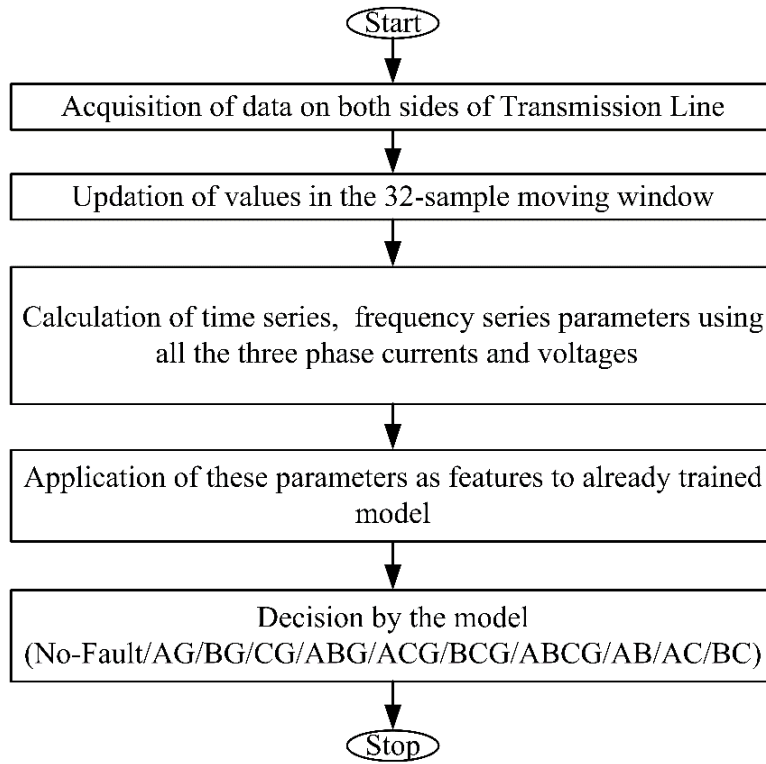 Start
Acquisition of data on both sides of Transmission Line
Updation of values in the 32-sample moving window
Calculation of time series, frequency series parameters using
all the three phase currents and voltages
Application of these parameters as features to already trained
model
Decision by the model
(No-Fault/AG/BG/CG/ABG/ACG/BCG/ABCG/AB/AC/BC)
Stop